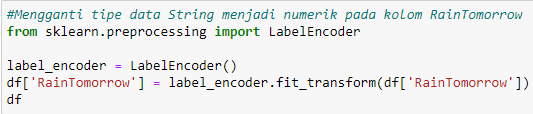 #Mengganti tipe data String menjadi numerik pada kolom RainTomorrow
from sklearn.preprocessing import LabelEncoder
label_encoder = LabelEncoder()
df['RainTomorrow'] = label_encoder.fit_transform(df['RainTomorrow'])
df